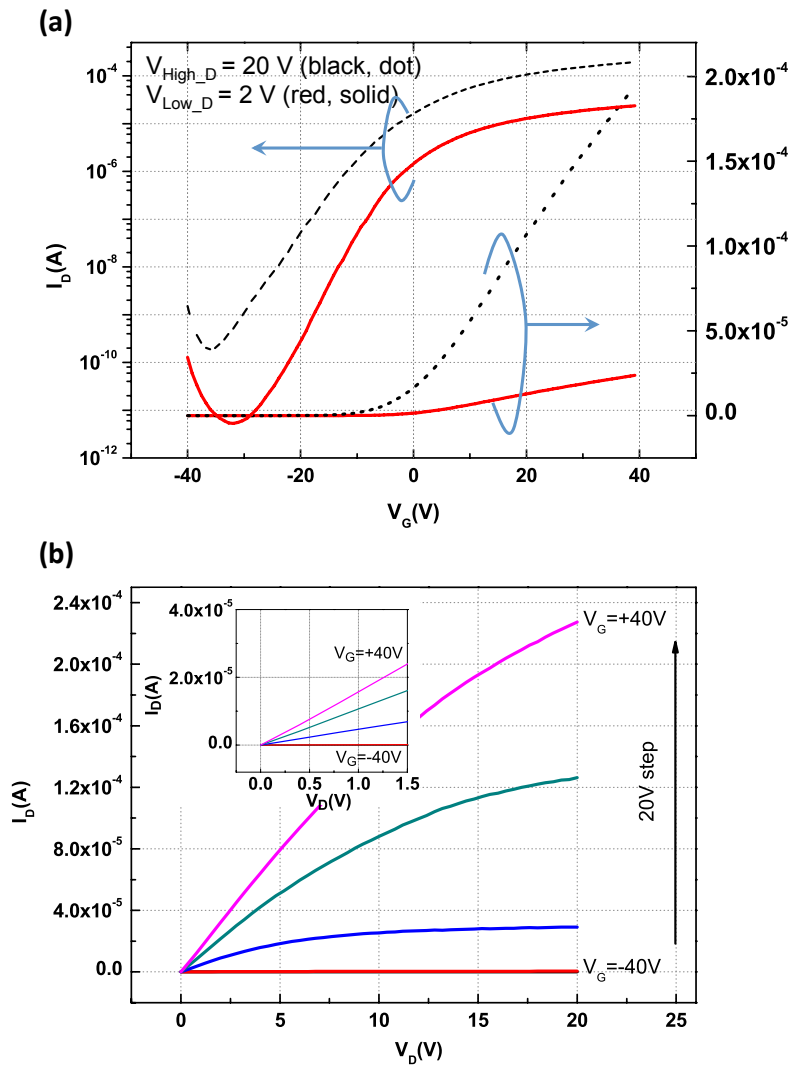 (a)
V_High_D = 20 V (black, dot)
V_Low_D = 2 V (red, solid)
10^-4
10^-6
10^-8
10^-10
10^-12
I_D(A)
2.0x10^-4
1.5x10^-4
1.0x10^-4
5.0x10^-5
0.0
-40 -20 0 20 40
V_G(V)
(b)
2.4x10^-4
2.0x10^-4
1.6x10^-4
1.2x10^-4
8.0x10^-5
4.0x10^-5
0.0
I_D(A)
4.0x10^-5
2.0x10^-5
0.0
I_D(A)
V_G=+40V
V_G=-40V
0.0 0.5 1.0 1.5
V_D(V)
V_G=+40V
20V step
V_G=-40V
0 5 10 15 20 25
V_D(V)